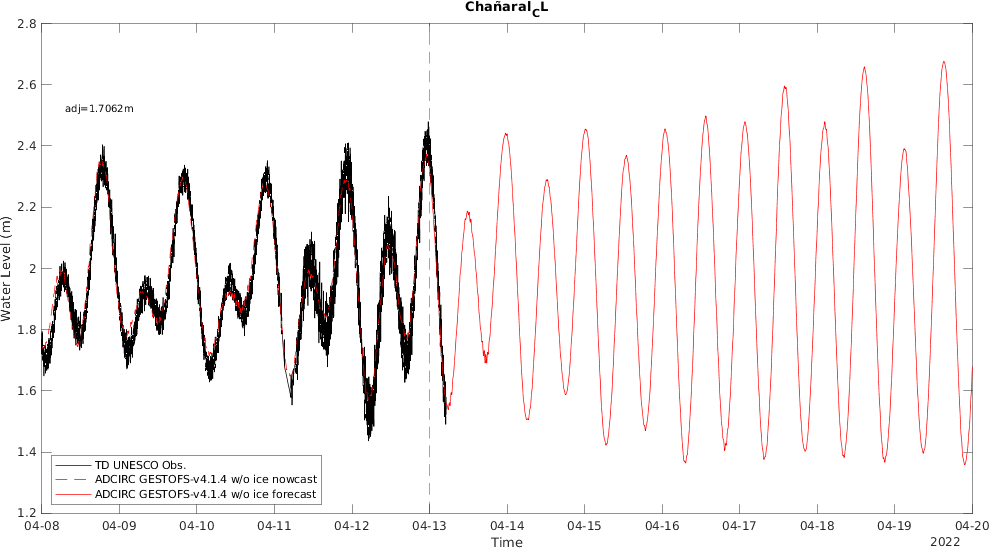 Chañaral_CL
2.8
2.6
2.4
2.2
2
1.8
1.6
1.4
1.2
Water Level (m)
adj=1.7062m
TD UNESCO Obs.
ADCIRC GESTOFS-v4.1.4 w/o ice nowcast
ADCIRC GESTOFS-v4.1.4 w/o ice forecast
04-08 04-09 04-10 04-11 04-12 04-13 04-14 04-15 04-16 04-17 04-18 04-19 04-20
Time
2022